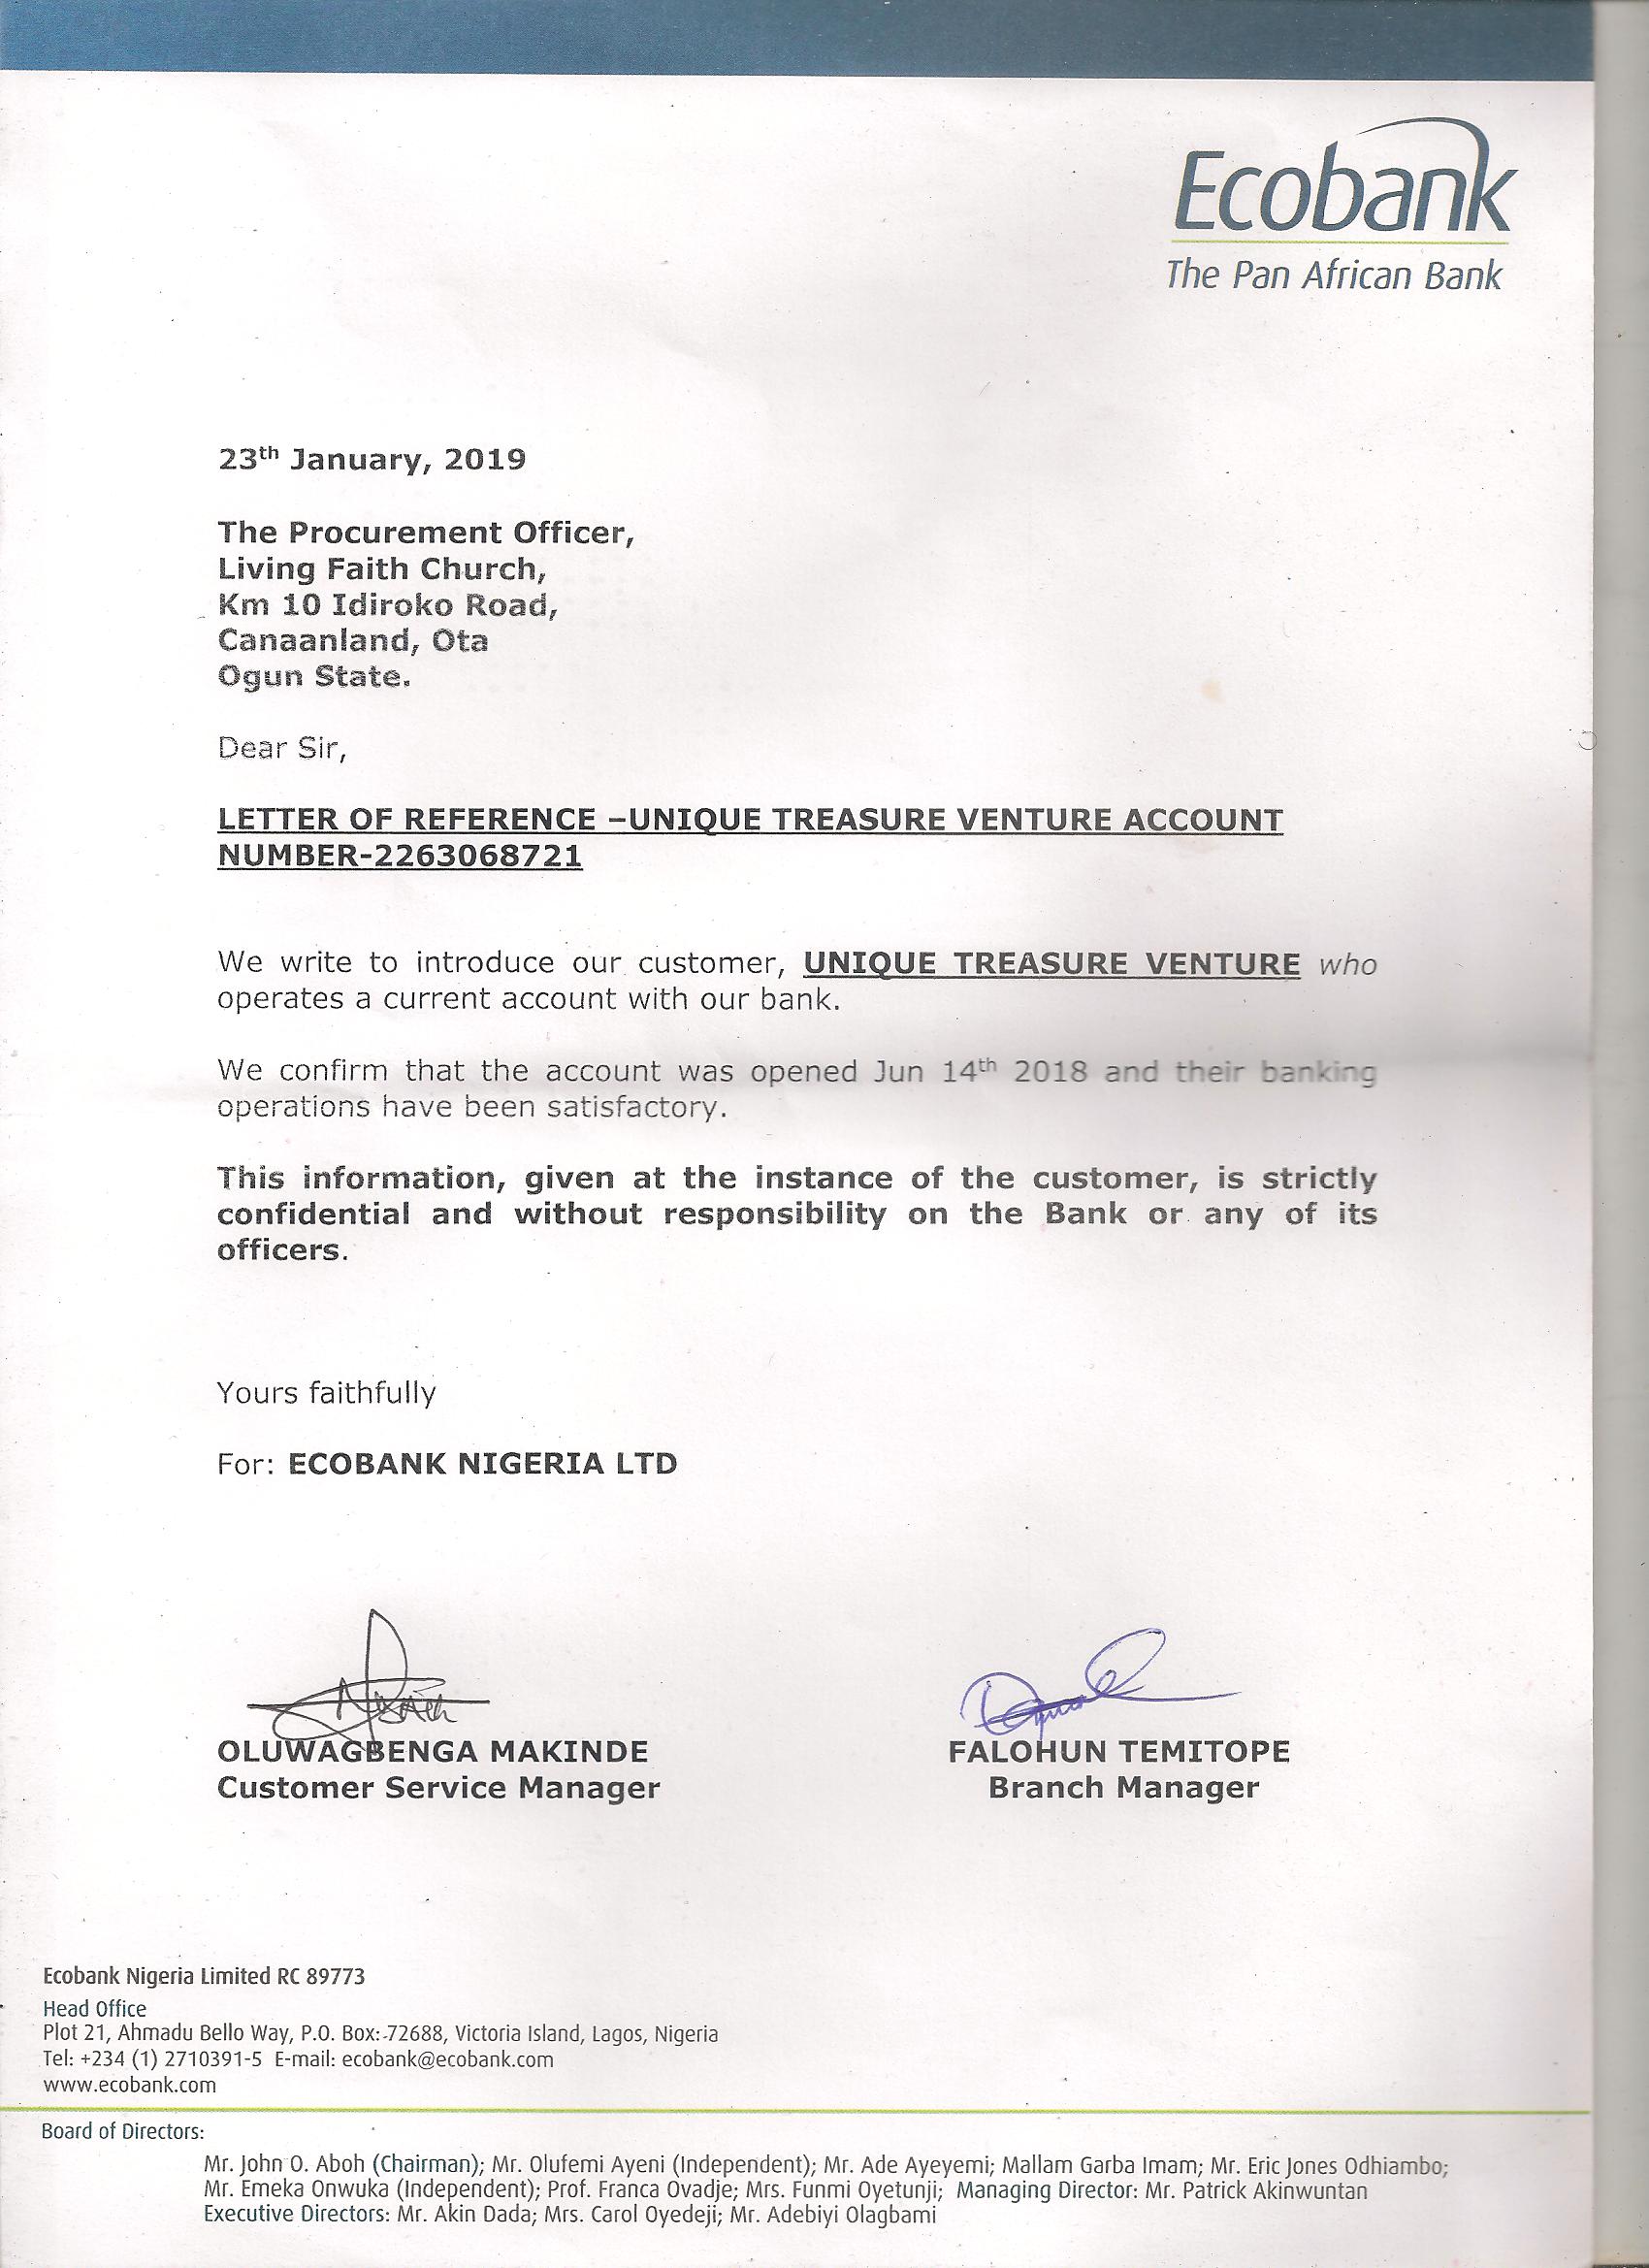 Ecobank
The Pan African Bank
23th January, 2019
The Procurement Officer,
Living Faith Church,
Km 10 Idiroko Road,
Canaanland, Ota
Ogun State.
Dear Sir,
LETTER OF REFERENCE –UNIQUE TREASURE VENTURE ACCOUNT
NUMBER-2263068721
We write to introduce our customer, UNIQUE TREASURE VENTURE who
operates a current account with our bank.
We confirm that the account was opened Jun 14th 2018 and their banking
operations have been satisfactory.
This information, given at the instance of the customer, is strictly
confidential and without responsibility on the Bank or any of its
officers.
Yours faithfully
For: ECOBANK NIGERIA LTD
OLUWAGBENGA MAKINDE FALOHUN TEMITOPE
Customer Service Manager Branch Manager
Ecobank Nigeria Limited RC 89773
Head Office
Plot 21, Ahmadu Bello Way, P.O. Box:-72688, Victoria Island, Lagos, Nigeria
Tel: +234 (1) 2710391-5 E-mail: ecobank@ecobank.com
www.ecobank.com
Board of Directors:
Mr. John O. Aboh (Chairman); Mr. Olufemi Ayeni (Independent); Mr. Ade Ayeyemi; Mallam Garba Imam; Mr. Eric Jones Odhiambo;
Mr. Emeka Onwuka (Independent); Prof. Franca Ovadje; Mrs. Funmi Oyetunji; Managing Director: Mr. Patrick Akinwuntan
Executive Directors: Mr. Akin Dada; Mrs. Carol Oyedeji; Mr. Adebiyi Olagbami